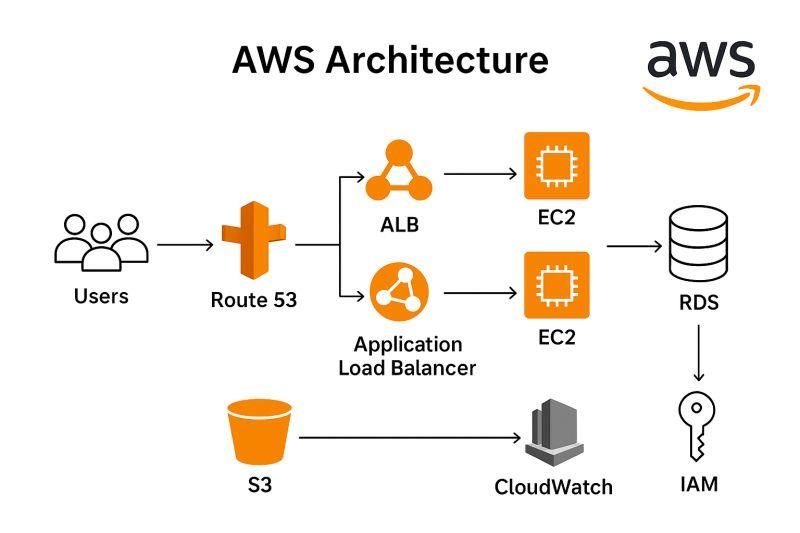 AWS Architecture
aws
Users
Route 53
ALB
Application
Load Balancer
EC2
EC2
RDS
S3
CloudWatch
IAM